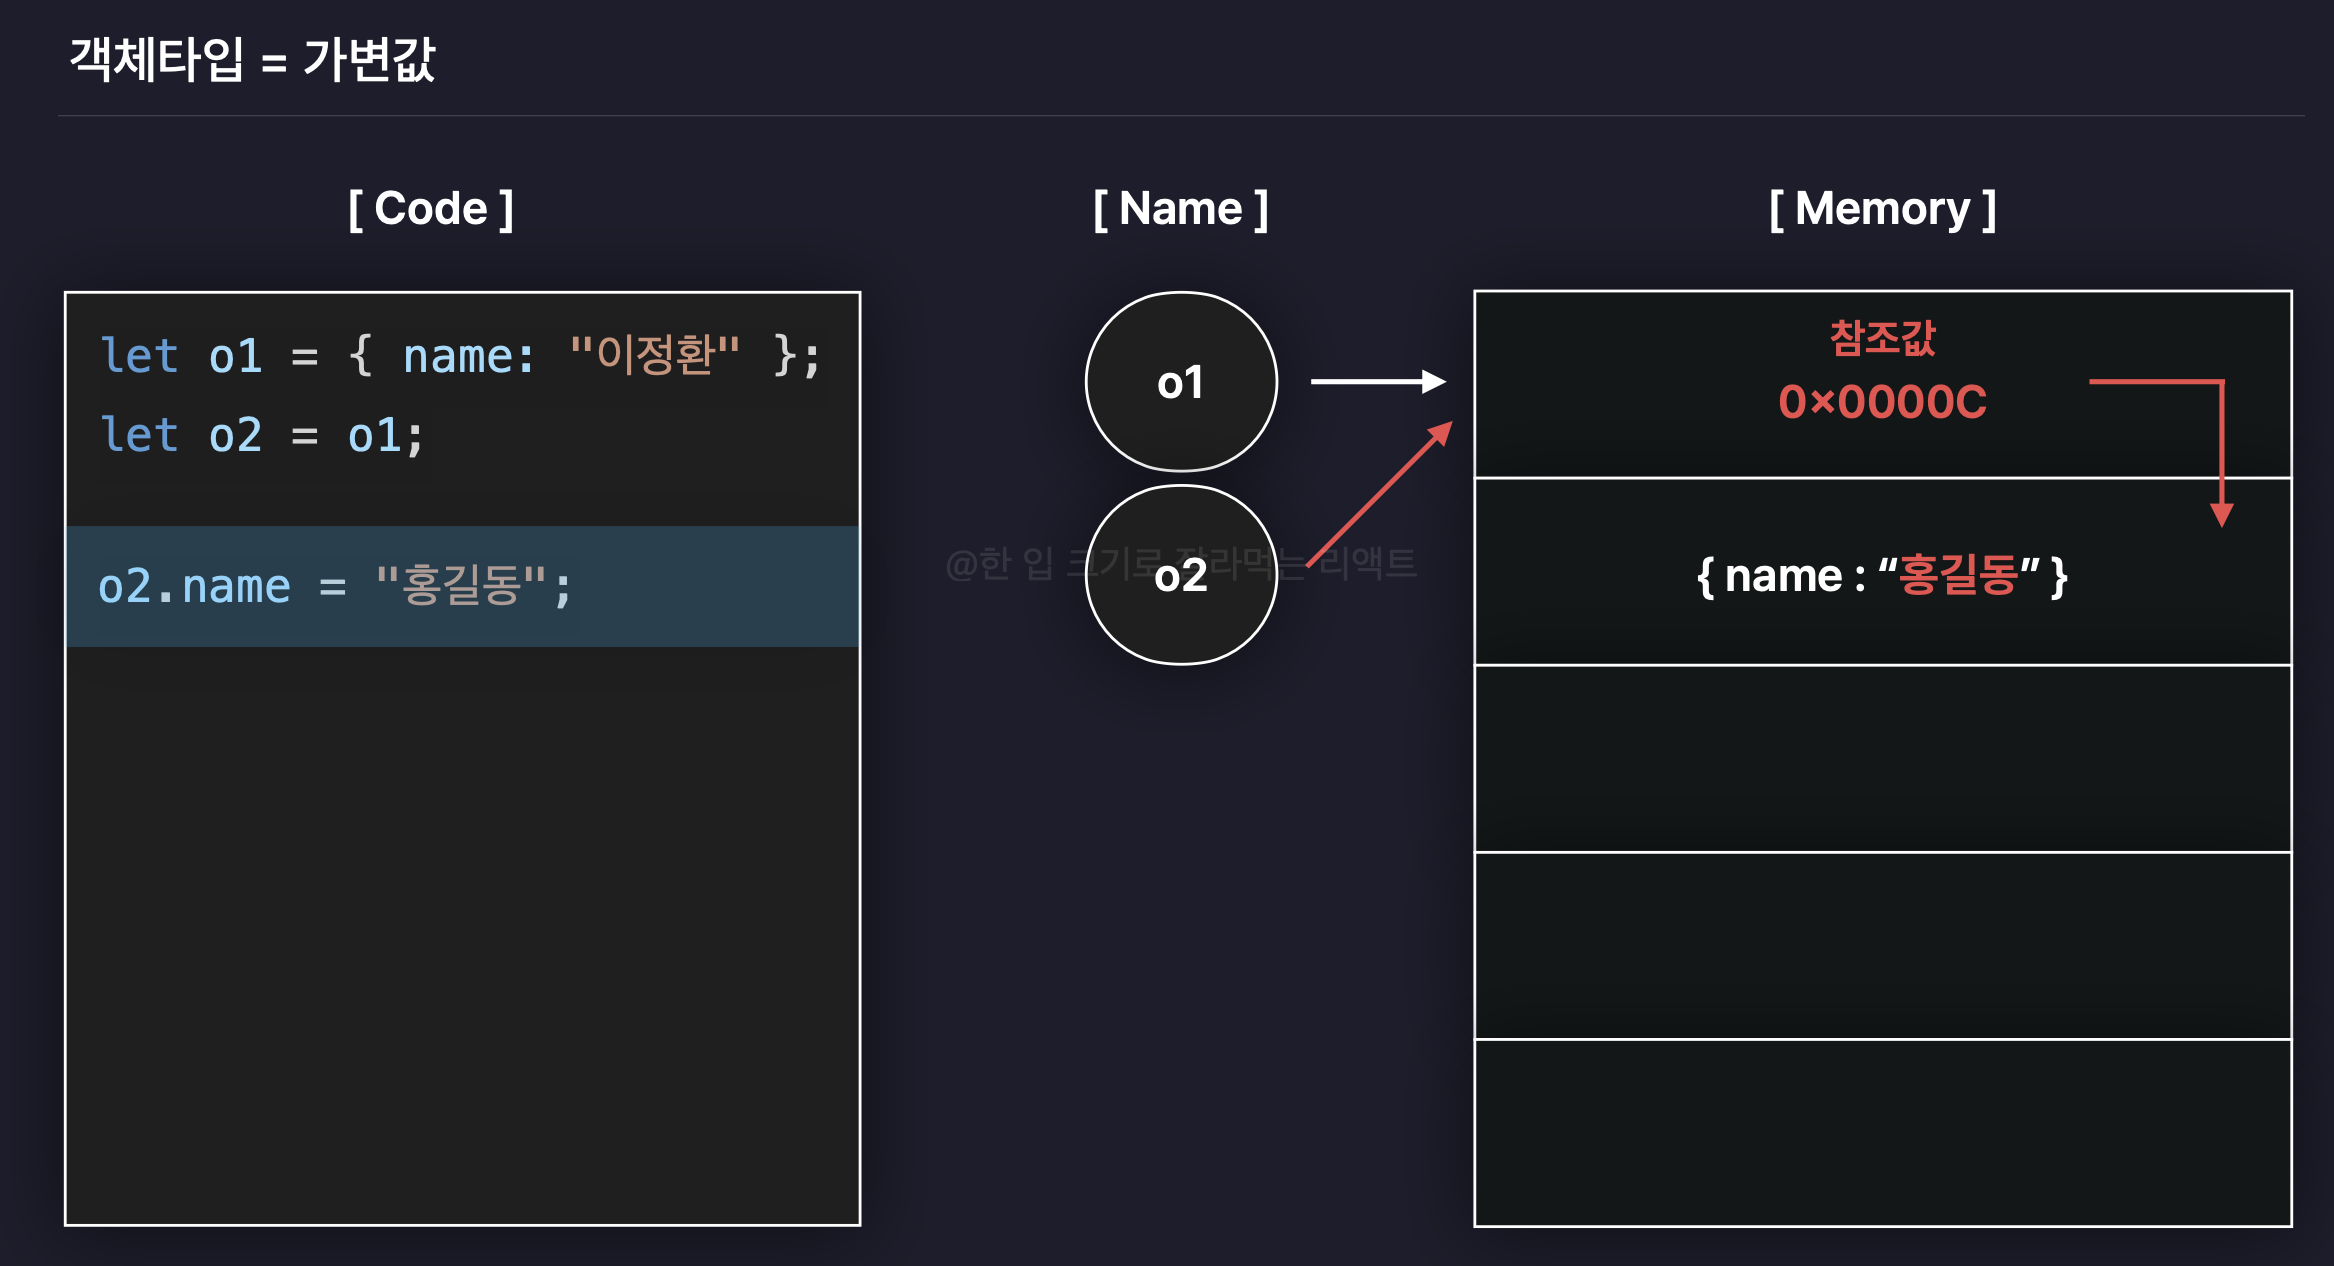 객체타입 = 가변값
[ Code ]
let o1 = { name: "이정환" };
let o2 = o1;
o2.name = "홍길동";
[ Name ]
o1
o2
@한 입 크기로 잘라먹는 리액트
[ Memory ]
참조값
0×0000C
{ name : “홍길동” }